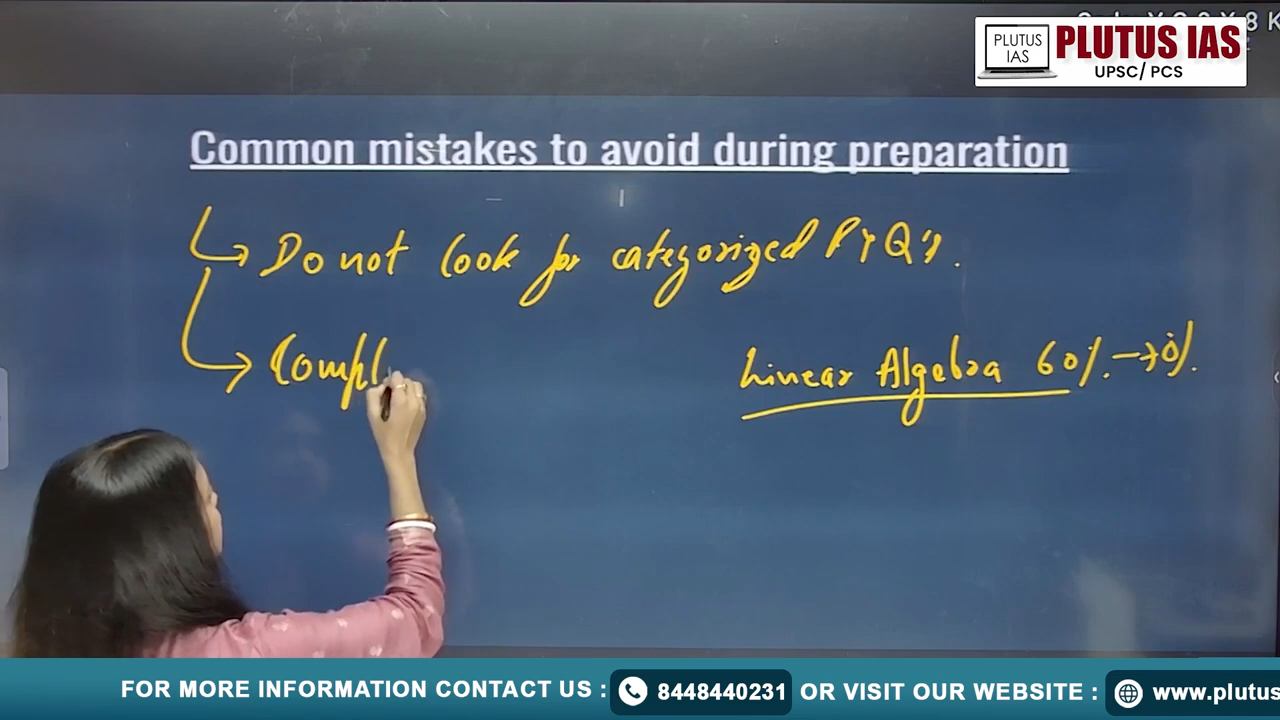 PLUTUS IAS
PLUTUS IAS
UPSC/ PCS
Common mistakes to avoid during preparation
Do not look for categorized PYQ's.
Compl
Linear Algebra 60% → 0%.
FOR MORE INFORMATION CONTACT US : 8448440231 OR VISIT OUR WEBSITE : www.plutus